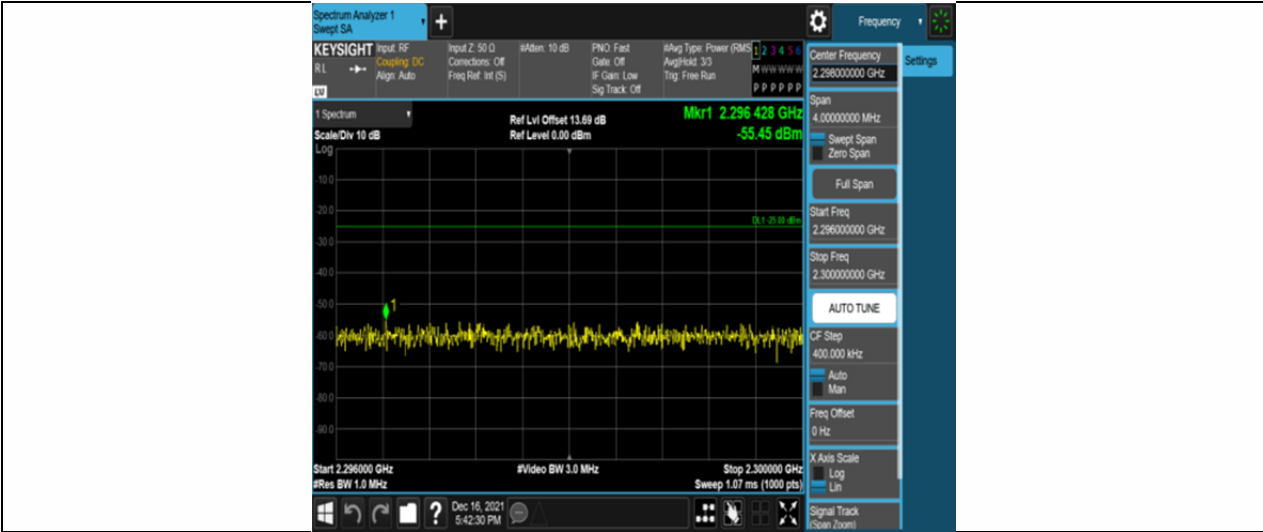 Spectrum Analyzer 1
Swept SA
+
Frequency
KEYSIGHT
RL
LV
Input: RF
Coupling: DC
Align: Auto
Input Z: 50 Ω
Corrections: Off
Freq Ref: Int (S)
#Atten: 10 dB
PNO: Fast
Gate: Off
IF Gain: Low
Sig Track: Off
#Avg Type: Power (RMS
Avg|Hold: 3/3
Trig: Free Run
1 2 3 4 5 6
M W W W W W
P P P P P P
Center Frequency
2.298000000 GHz
Settings
Span
4.00000000 MHz
Swept Span
Zero Span
Full Span
Start Freq
2.296000000 GHz
Stop Freq
2.300000000 GHz
AUTO TUNE
CF Step
400.000 kHz
Auto
Man
Freq Offset
0 Hz
X Axis Scale
Log
Lin
Signal Track
(Span Zoom)
1 Spectrum
Scale/Div 10 dB
Log
Ref Lvl Offset 13.69 dB
Ref Level 0.00 dBm
Mkr1 2.296 428 GHz
-55.45 dBm
-10.0
-20.0
DL1 -25.00 dBm
-30.0
-40.0
-50.0
1
-60.0
-70.0
-80.0
-90.0
Start 2.296000 GHz
#Res BW 1.0 MHz
#Video BW 3.0 MHz
Stop 2.300000 GHz
Sweep 1.07 ms (1000 pts)
?
Dec 16, 2021
5:42:30 PM